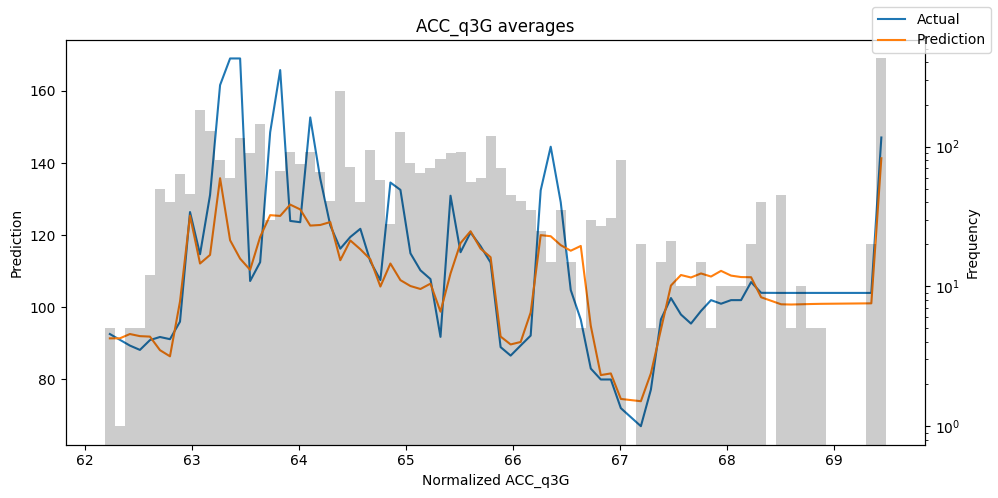 ACC_q3G averages
Actual
Prediction
160
140
120
100
80
Prediction
10^2
10^1
10^0
Frequency
62 63 64 65 66 67 68 69
Normalized ACC_q3G